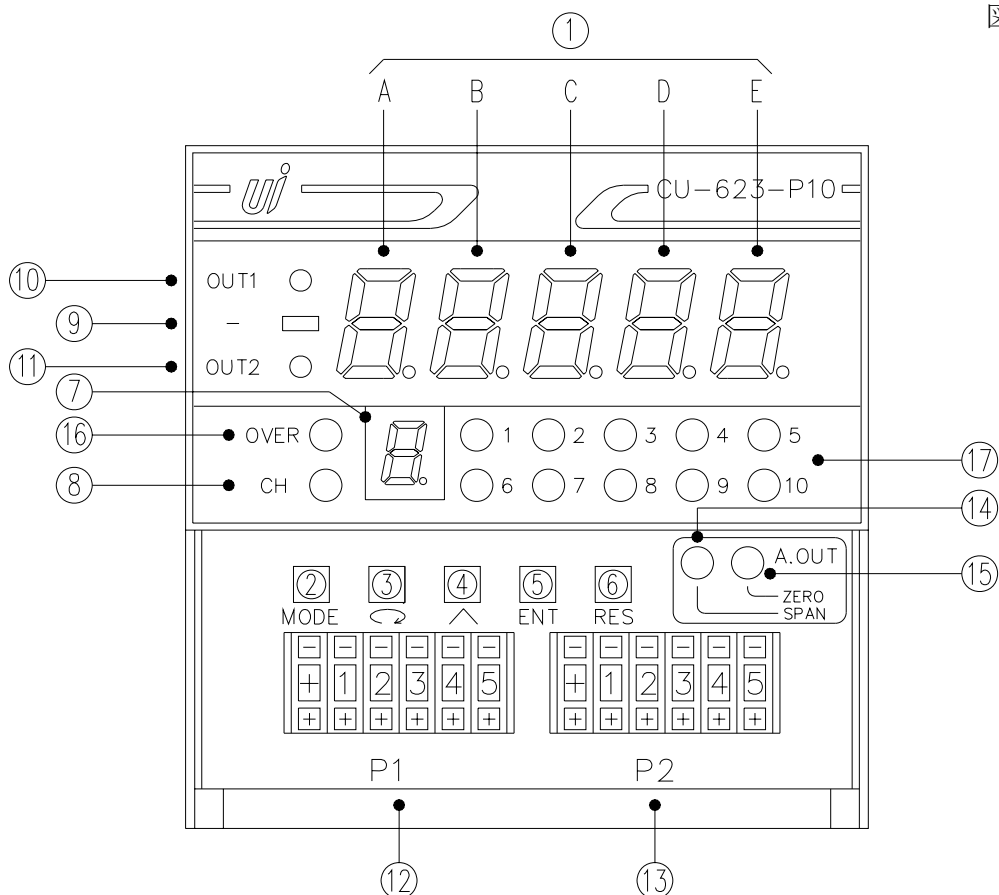 ①
A B C D E
Uj CU-623-P10
⑩ OUT1
⑨ -
⑪ OUT2
⑦
⑯ OVER 1 2 3 4 5
⑧ CH 6 7 8 9 10
⑰
⑭
A.OUT
⑮
ZERO
SPAN
② ③ ④ ⑤ ⑥
MODE ENT RES
- - - - - - - - - - - -
+ 1 2 3 4 5 + 1 2 3 4 5
+ + + + + + + + + + + +
P1 P2
⑫ ⑬